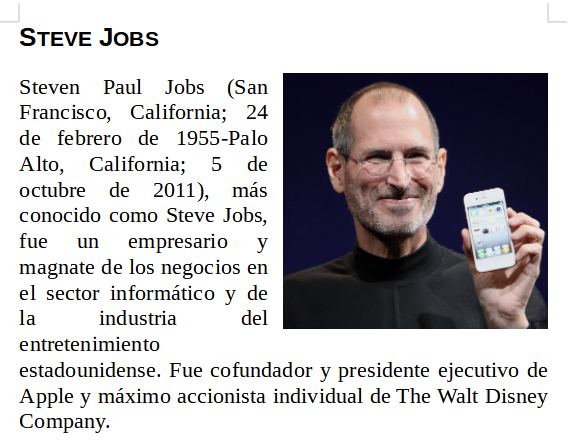 STEVE JOBS
Steven Paul Jobs (San
Francisco, California; 24
de febrero de 1955-Palo
Alto, California; 5 de
octubre de 2011), más
conocido como Steve Jobs,
fue un empresario y
magnate de los negocios en
el sector informático y de
la industria del
entretenimiento
estadounidense. Fue cofundador y presidente ejecutivo de
Apple y máximo accionista individual de The Walt Disney
Company.